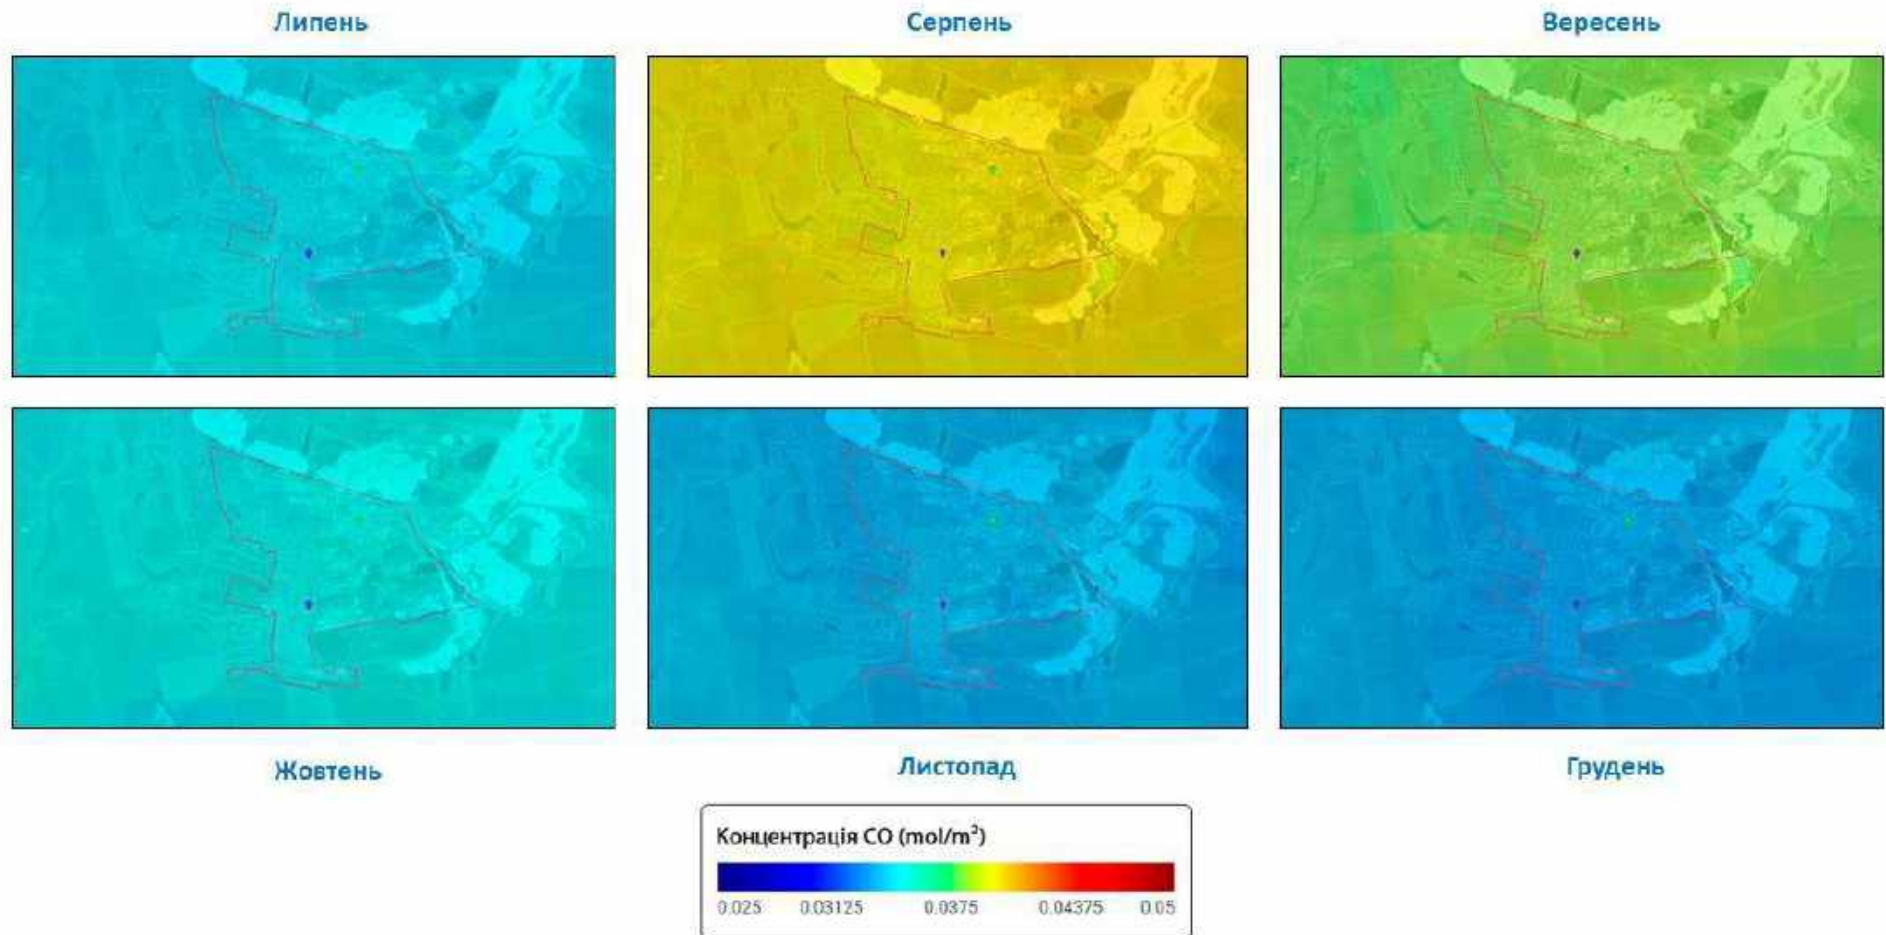 Липень
Серпень
Вересень
Жовтень
Листопад
Грудень
Концентрація CO (mol/m²)
0.025 0.03125 0.0375 0.04375 0.05